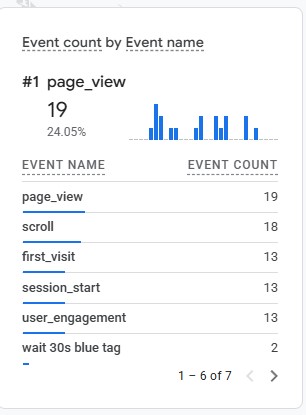 Event count by Event name
#1 page_view
19
24.05%
EVENT NAME EVENT COUNT
page_view 19
scroll 18
first_visit 13
session_start 13
user_engagement 13
wait 30s blue tag 2
1 – 6 of 7